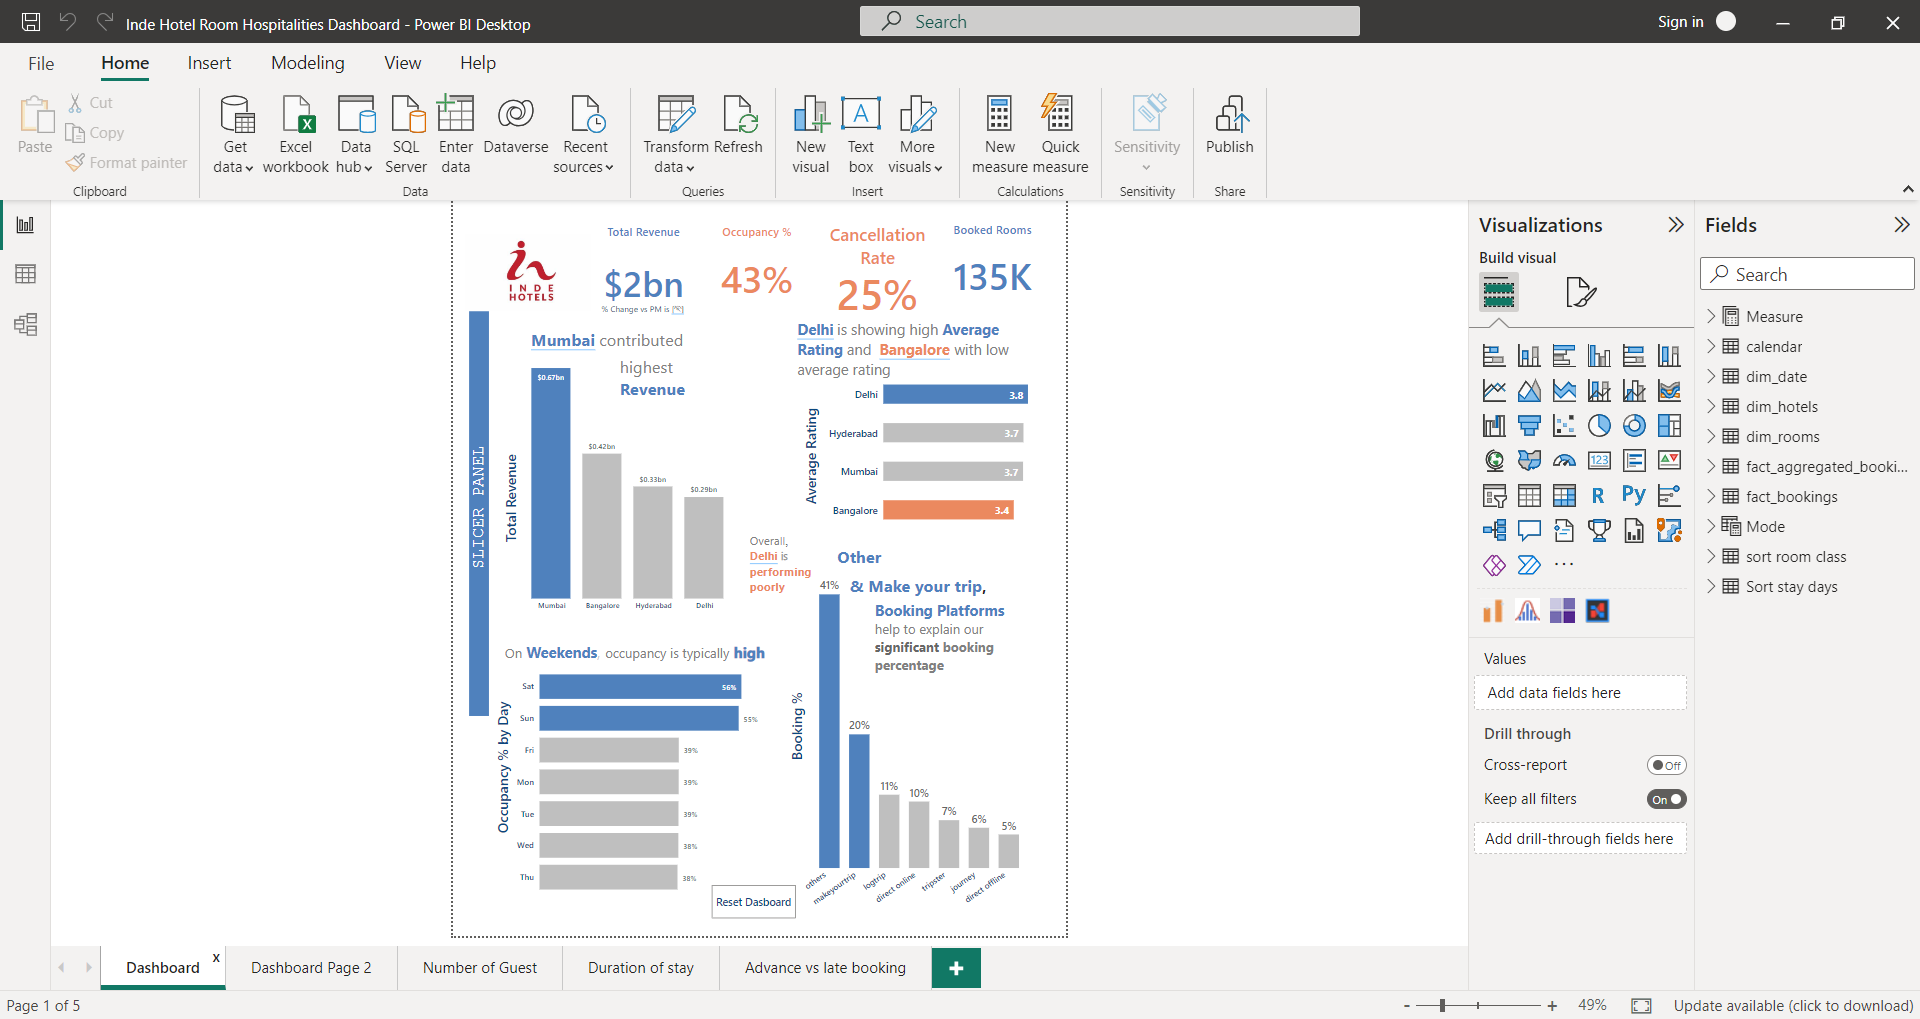 Inde Hotel Room Hospitalities Dashboard - Power BI Desktop
Search
Sign in
File
Home
Insert
Modeling
View
Help
Paste
Cut
Copy
Format painter
Clipboard
Get
data
Excel
workbook
Data
hub
SQL
Server
Enter
data
Dataverse
Recent
sources
Data
Transform
data
Refresh
Queries
New
visual
Text
box
More
visuals
Insert
New
measure
Quick
measure
Calculations
Sensitivity
Sensitivity
Publish
Share
INDE
HOTELS
Total Revenue
$2bn
% Change vs PM is
Occupancy %
43%
Cancellation
Rate
25%
Booked Rooms
135K
SLICER PANEL
Mumbai contributed
highest
Revenue
Total Revenue
$0.67bn
$0.42bn
$0.33bn
$0.29bn
Mumbai
Bangalore
Hyderabad
Delhi
Overall,
Delhi is
performing
poorly
Delhi is showing high Average
Rating and Bangalore with low
average rating
Average Rating
Delhi 3.8
Hyderabad 3.7
Mumbai 3.7
Bangalore 3.4
On Weekends, occupancy is typically high
Occupancy % by Day
Sat 56%
Sun 55%
Fri 39%
Mon 39%
Tue 39%
Wed 38%
Thu 38%
Reset Dasboard
Other
& Make your trip,
Booking Platforms
help to explain our
significant booking
percentage
Booking %
41%
20%
11%
10%
7%
6%
5%
others
makeyourtrip
logtrip
direct online
tripster
journey
direct offline
Visualizations
Build visual
123
R
Py
Values
Add data fields here
Drill through
Cross-report
Off
Keep all filters
On
Add drill-through fields here
Fields
Search
Measure
calendar
dim_date
dim_hotels
dim_rooms
fact_aggregated_booki...
fact_bookings
Mode
sort room class
Sort stay days
Dashboard
x
Dashboard Page 2
Number of Guest
Duration of stay
Advance vs late booking
+
Page 1 of 5
-
+
49%
Update available (click to download)